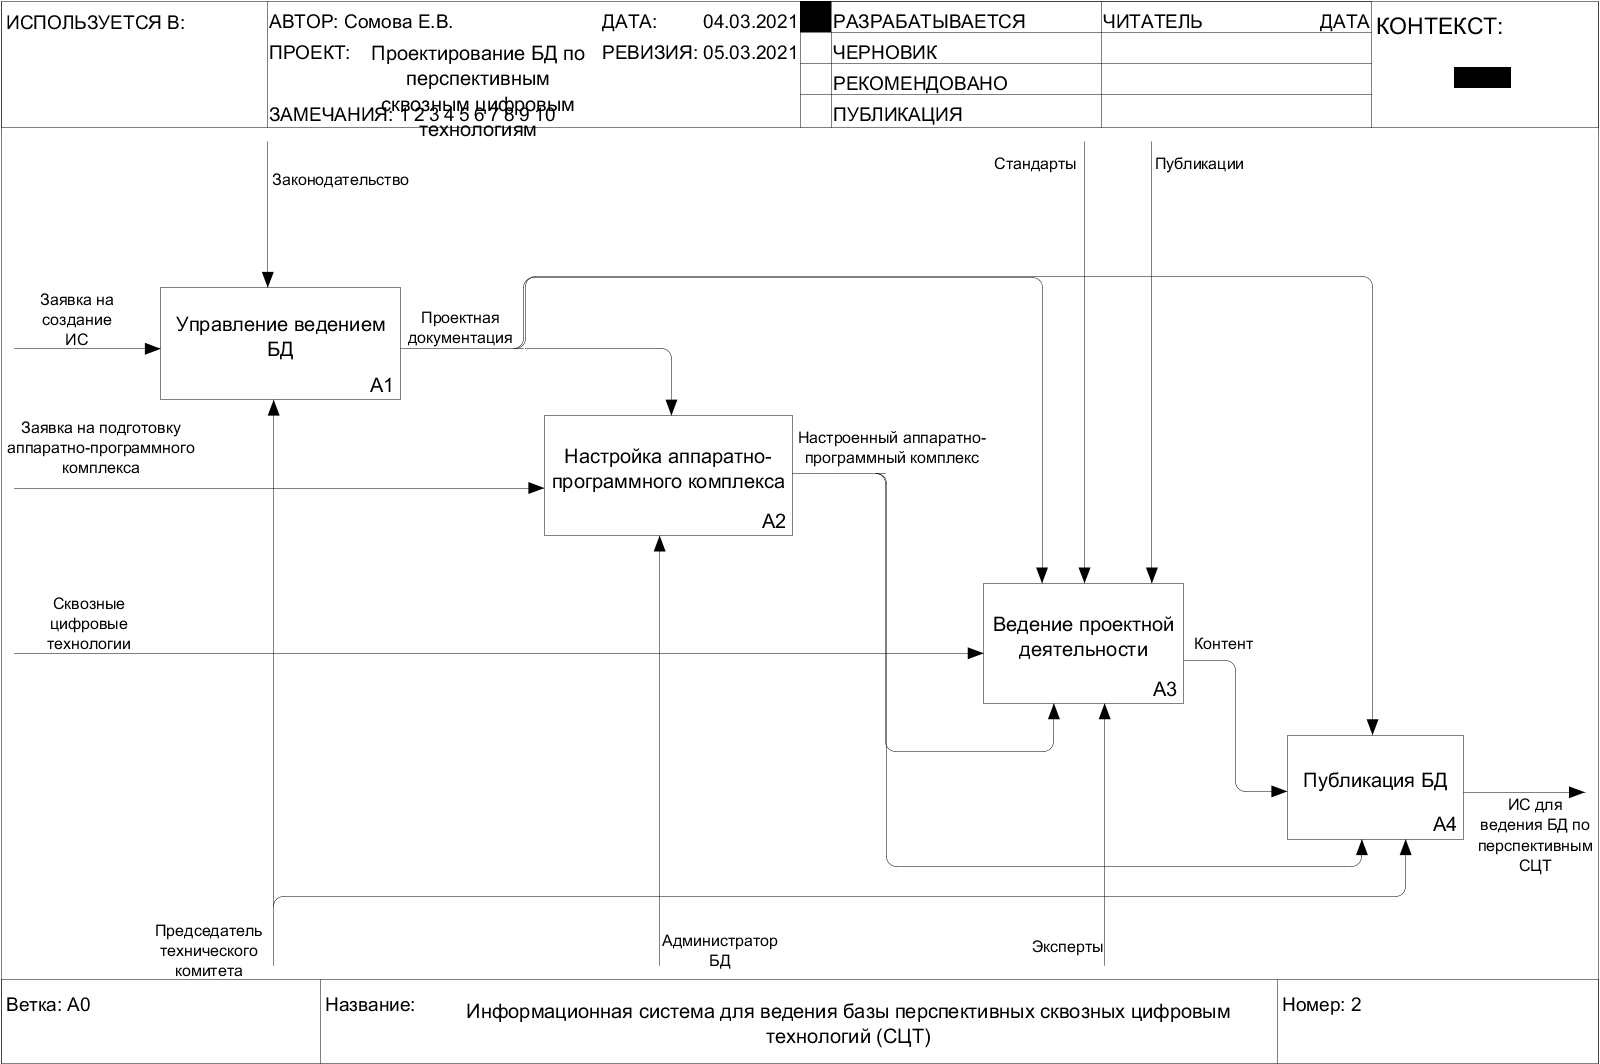 ИСПОЛЬЗУЕТСЯ В:
АВТОР: Сомова Е.В.
ДАТА: 04.03.2021
ПРОЕКТ: Проектирование БД по
перспективным
сквозным цифровым
технологиям
РЕВИЗИЯ: 05.03.2021
ЗАМЕЧАНИЯ: 1 2 3 4 5 6 7 8 9 10
РАЗРАБАТЫВАЕТСЯ
ЧЕРНОВИК
РЕКОМЕНДОВАНО
ПУБЛИКАЦИЯ
ЧИТАТЕЛЬ
ДАТА
КОНТЕКСТ:
Законодательство
Стандарты
Публикации
Заявка на
создание
ИС
Управление ведением
БД
A1
Проектная
документация
Заявка на подготовку
аппаратно-программного
комплекса
Настройка аппаратно-
программного комплекса
A2
Настроенный аппаратно-
программный комплекс
Сквозные
цифровые
технологии
Ведение проектной
деятельности
A3
Контент
Публикация БД
A4
ИС для
ведения БД по
перспективным
СЦТ
Председатель
технического
комитета
Администратор
БД
Эксперты
Ветка: A0
Название:
Информационная система для ведения базы перспективных сквозных цифровым
технологий (СЦТ)
Номер: 2